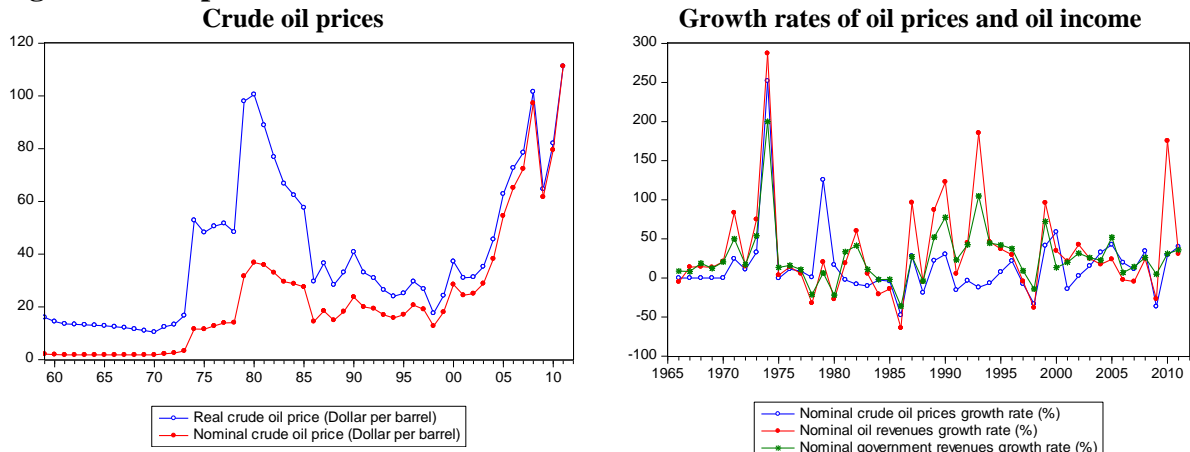 Crude oil prices
120
100
80
60
40
20
0
60 65 70 75 80 85 90 95 00 05 10
Real crude oil price (Dollar per barrel)
Nominal crude oil price (Dollar per barrel)
Growth rates of oil prices and oil income
300
250
200
150
100
50
0
-50
-100
1965 1970 1975 1980 1985 1990 1995 2000 2005 2010
Nominal crude oil prices growth rate (%)
Nominal oil revenues growth rate (%)
Nominal government revenues growth rate (%)